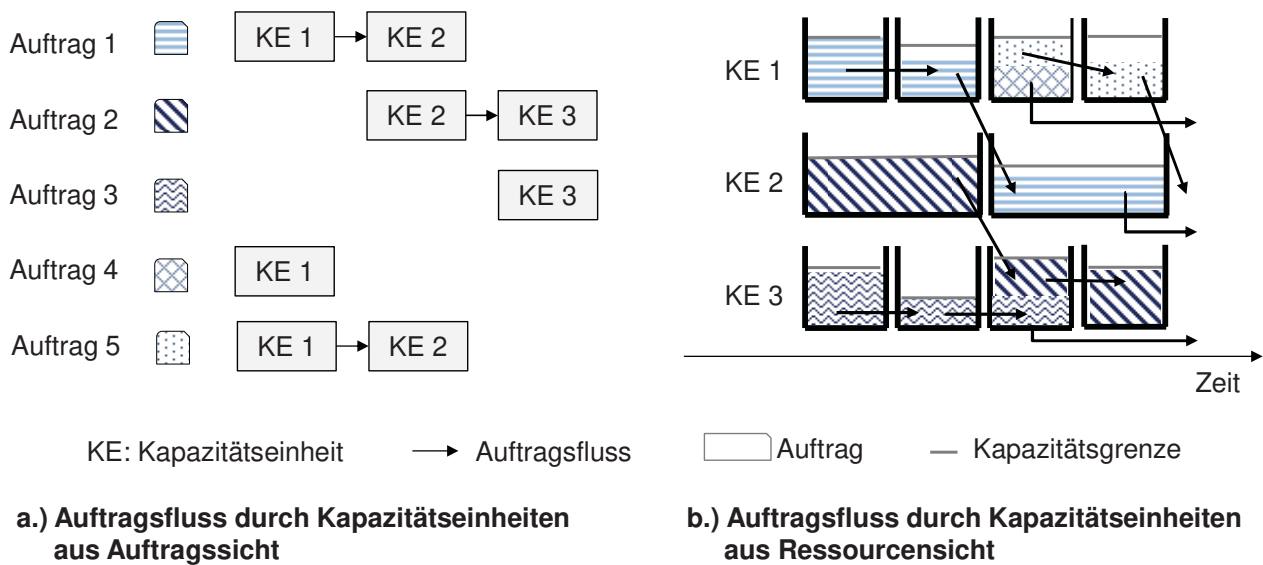 Auftrag 1 KE 1 KE 2
Auftrag 2 KE 2 KE 3
Auftrag 3 KE 3
Auftrag 4 KE 1
Auftrag 5 KE 1 KE 2
KE 1
KE 2
KE 3
Zeit
KE: Kapazitätseinheit Auftragsfluss Auftrag Kapazitätsgrenze
a.) Auftragsfluss durch Kapazitätseinheiten
aus Auftragssicht
b.) Auftragsfluss durch Kapazitätseinheiten
aus Ressourcensicht